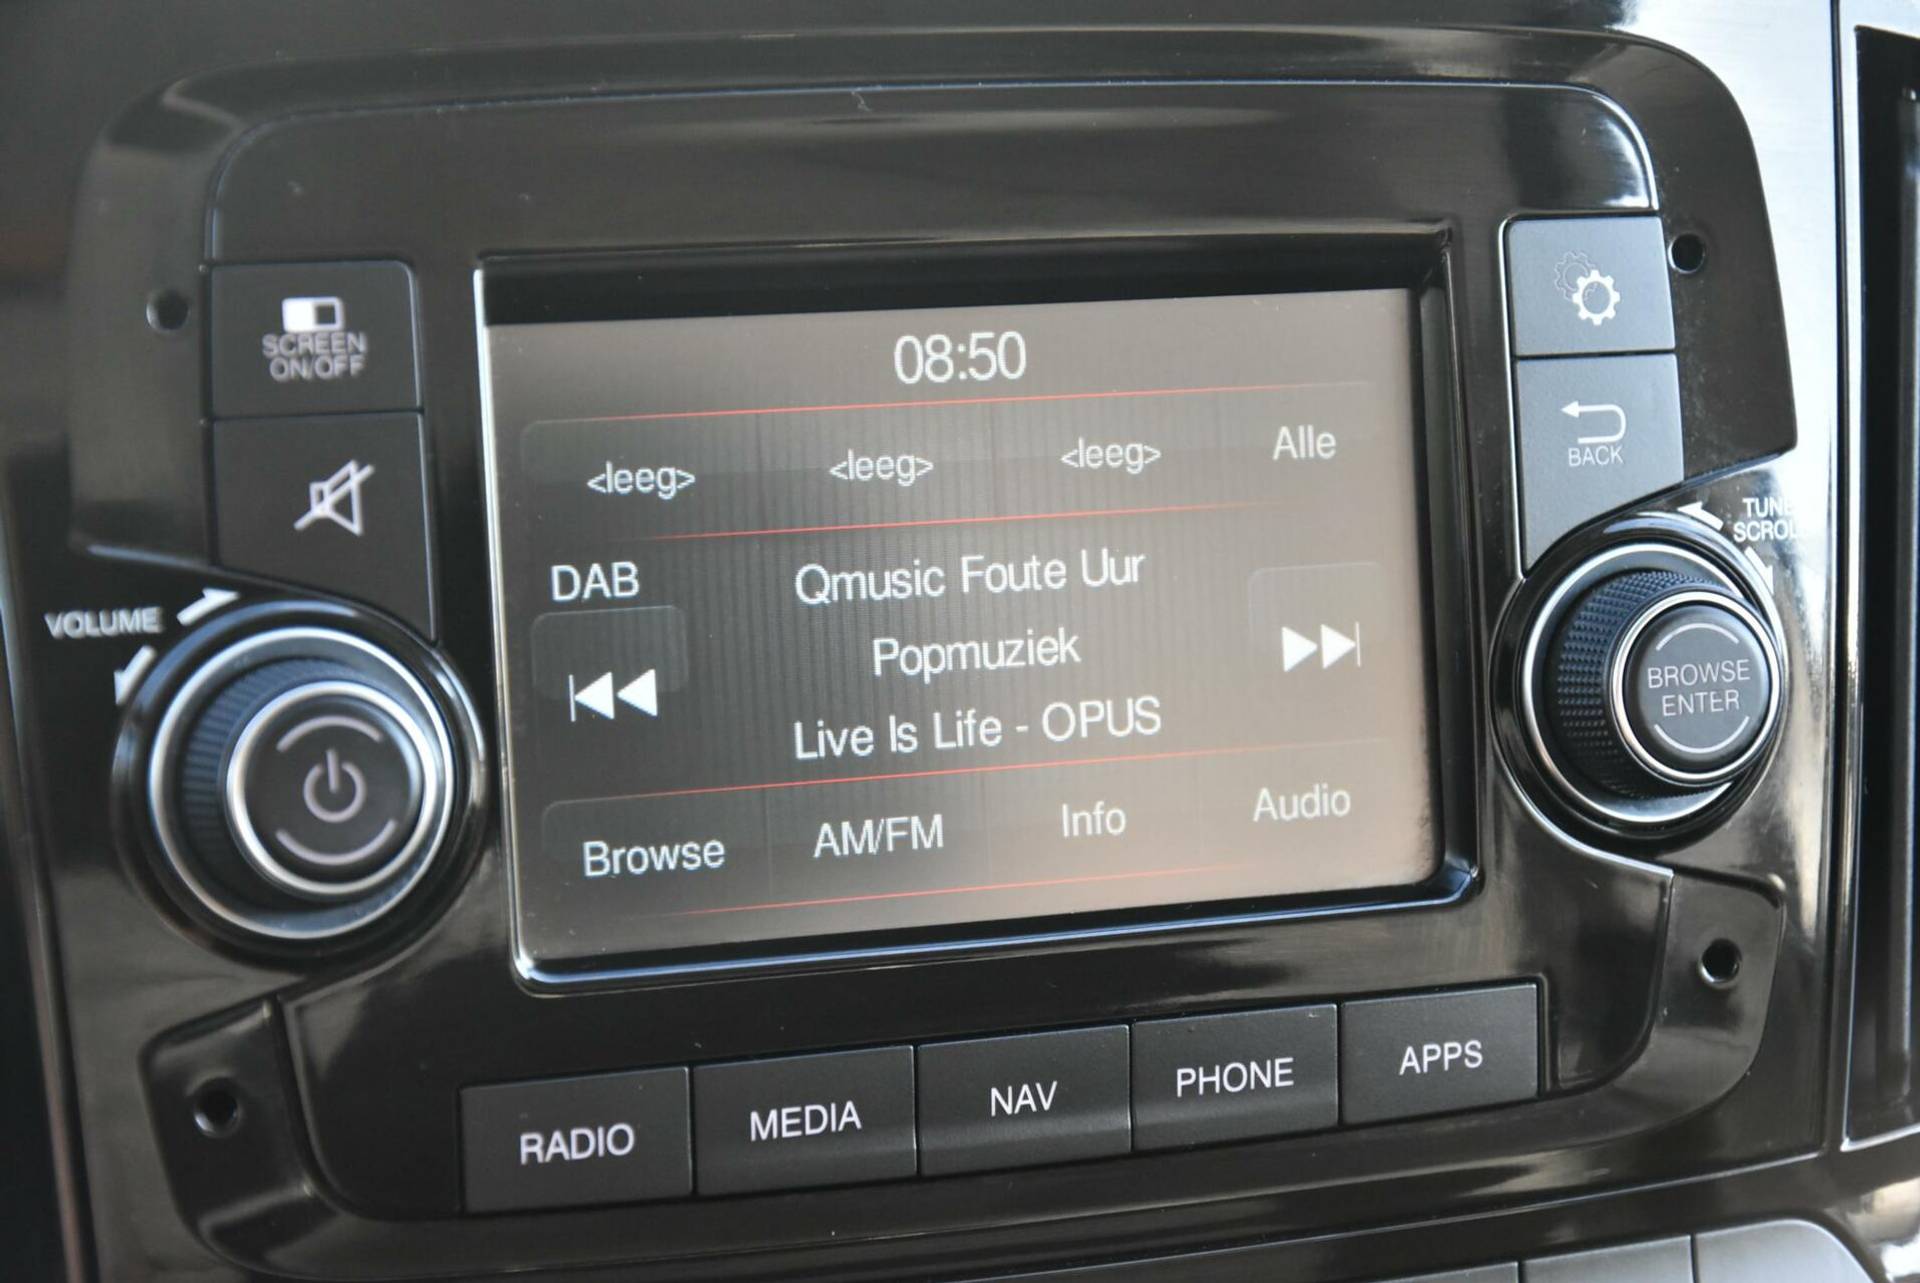 SCREEN
ON/OFF
VOLUME
08:50
<leeg> <leeg> <leeg> Alle
DAB
Qmusic Foute Uur
Popmuziek
Live Is Life - OPUS
Browse AM/FM Info Audio
BACK
TUNE
SCROLL
BROWSE
ENTER
RADIO MEDIA NAV PHONE APPS